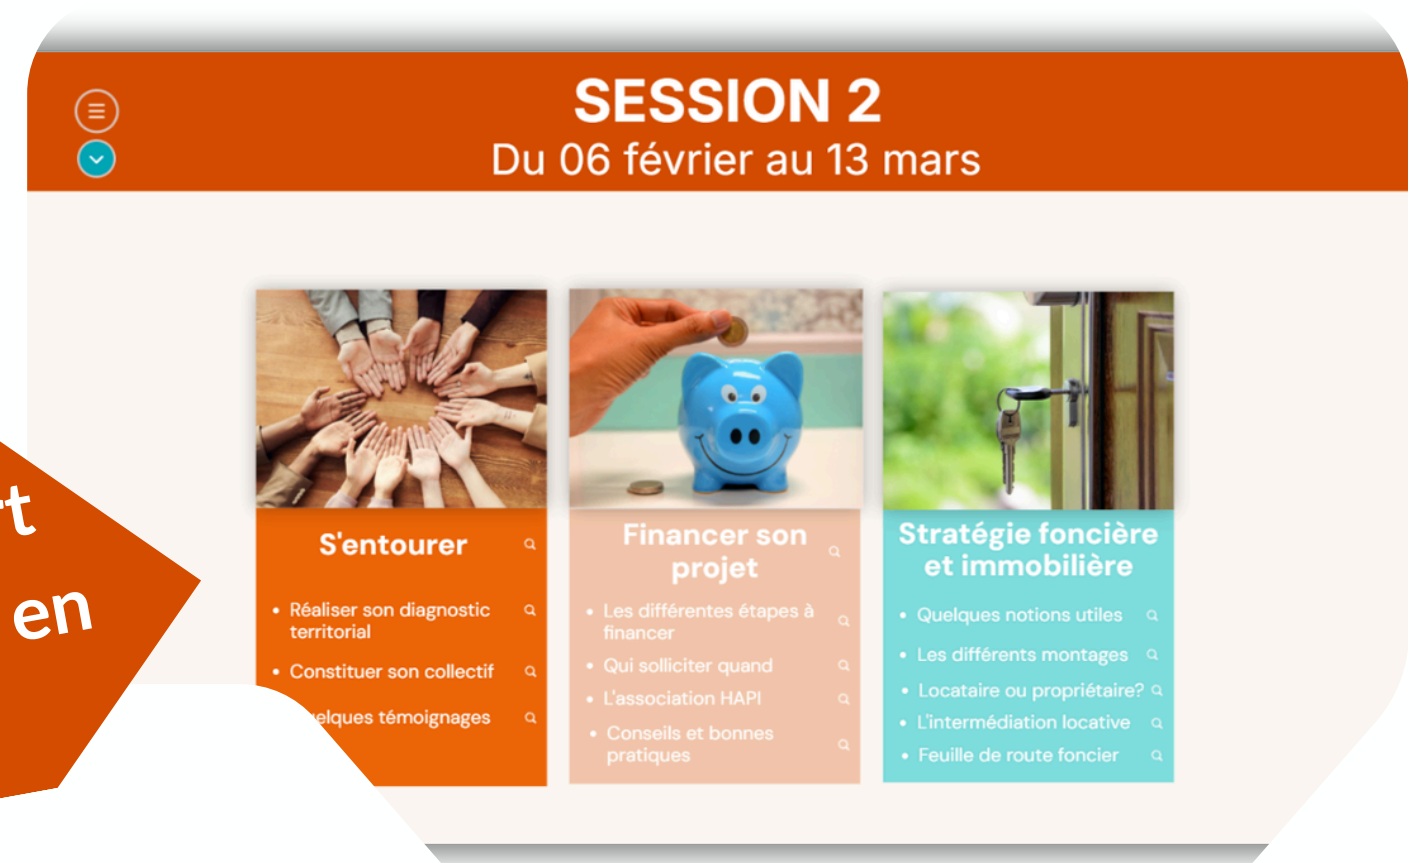 SESSION 2
Du 06 février au 13 mars
S'entourer
• Réaliser son diagnostic
territorial
• Constituer son collectif
témoignages
Financer son
projet
• Les différentes étapes à
financer
• Qui solliciter quand
• L'association HAPI
• Conseils et bonnes
pratiques
Stratégie foncière
et immobilière
• Quelques notions utiles
• Les différents montages
• Locataire ou propriétaire?
• L'intermédiation locative
• Feuille de route foncier
en